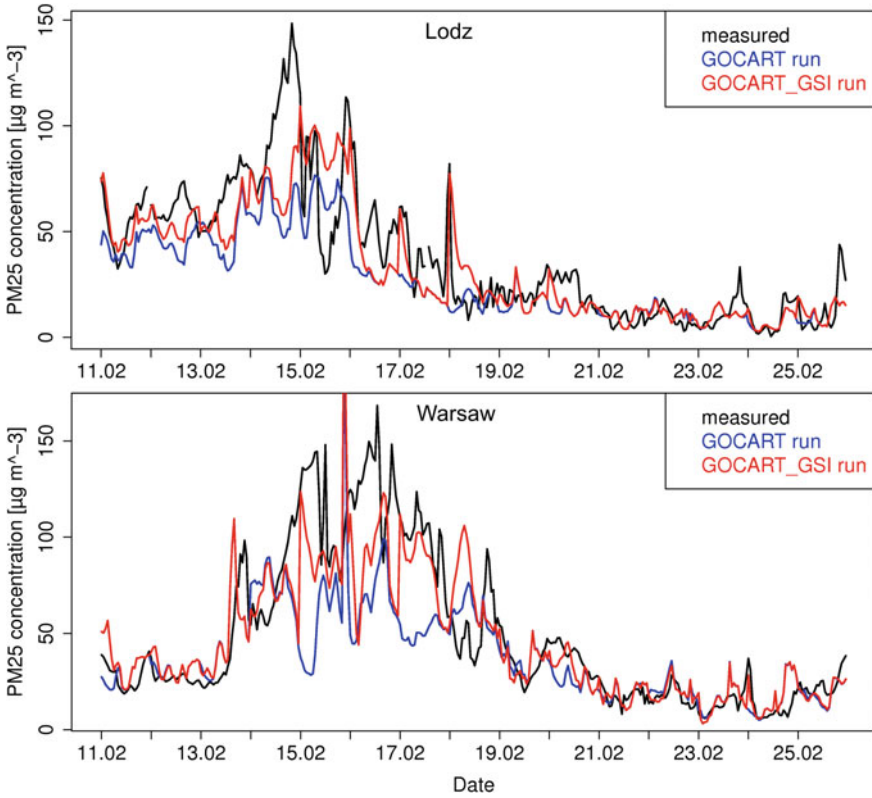 Lodz
measured
GOCART run
GOCART_GSI run
PM25 concentration [µg m^−3]
150
100
50
0
11.02 13.02 15.02 17.02 19.02 21.02 23.02 25.02
Warsaw
measured
GOCART run
GOCART_GSI run
PM25 concentration [µg m^−3]
150
100
50
0
11.02 13.02 15.02 17.02 19.02 21.02 23.02 25.02
Date